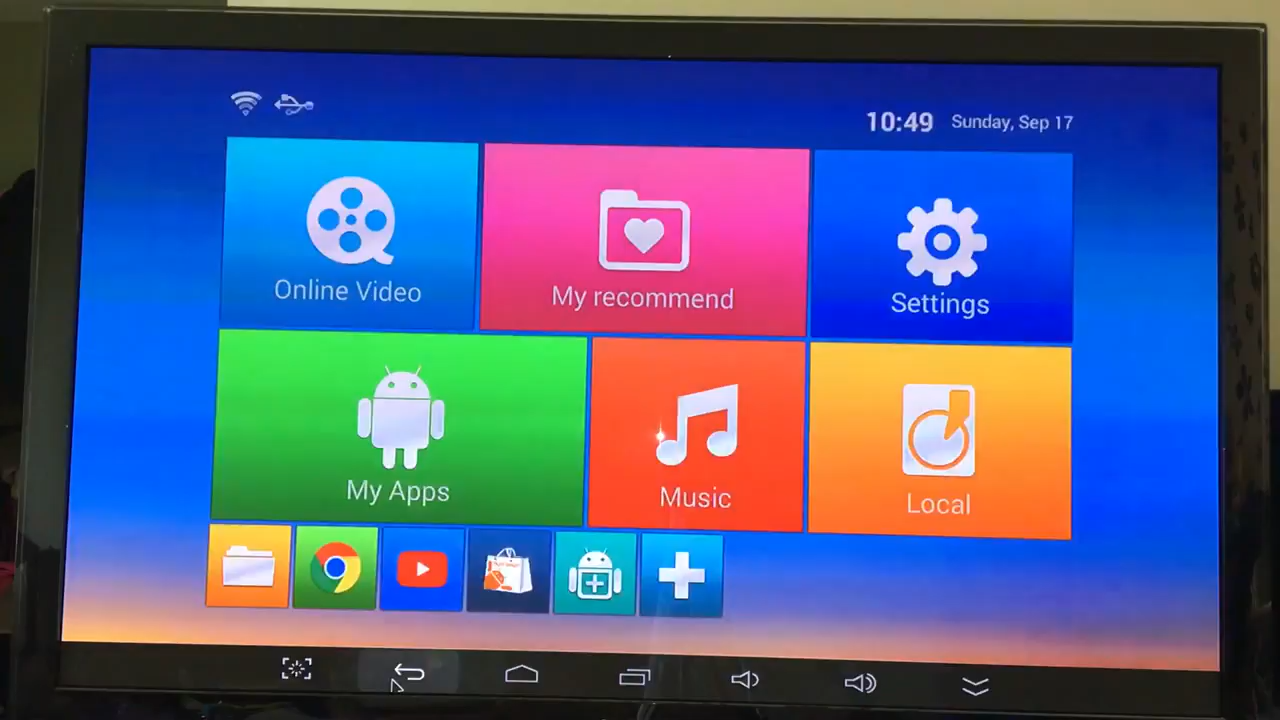 10:49 Sunday, Sep 17
Online Video
My recommend
Settings
My Apps
Music
Local